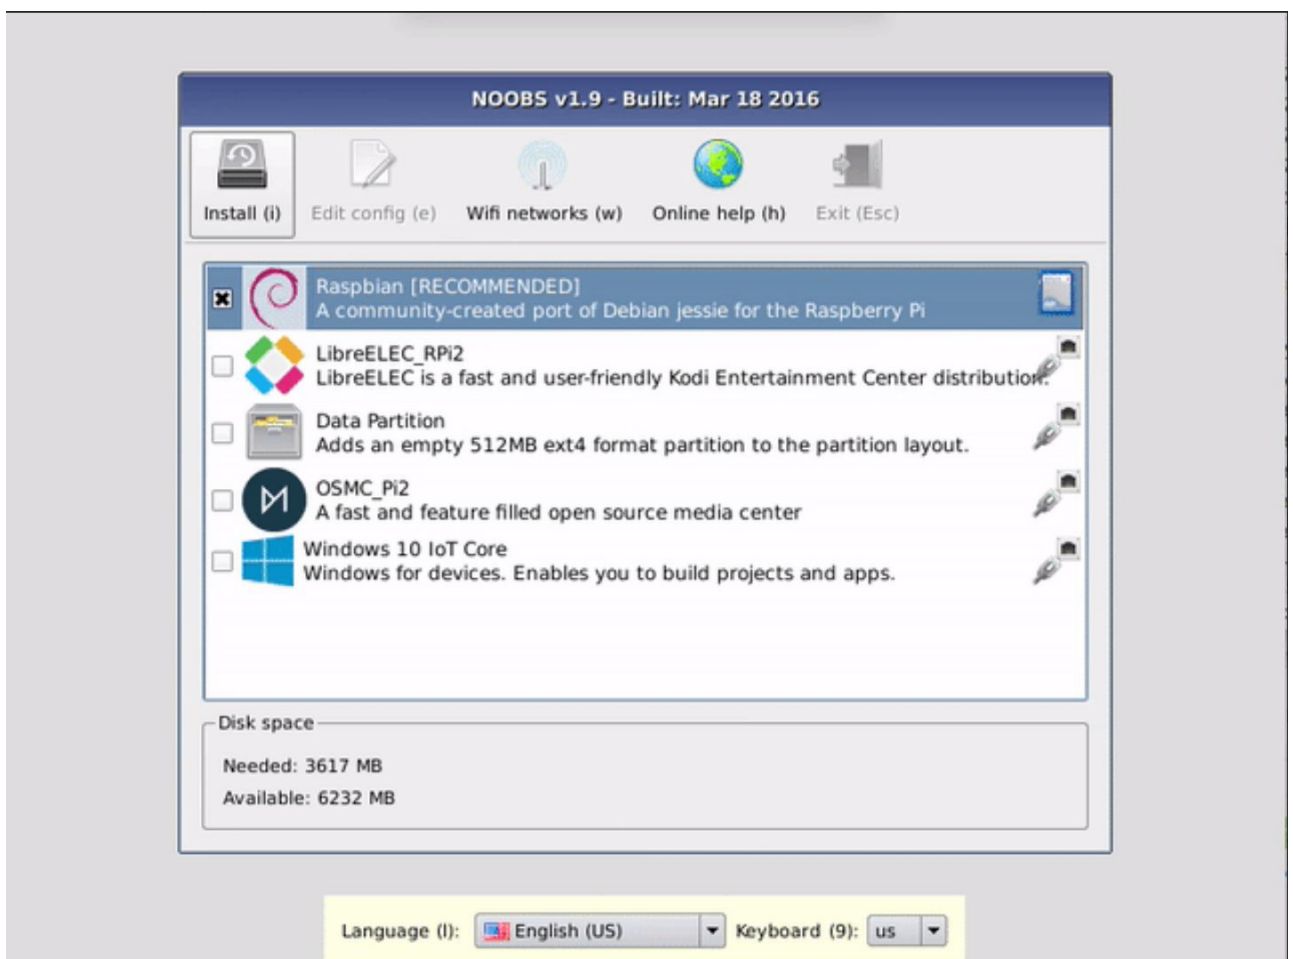 NOOBS v1.9 - Built: Mar 18 2016
Install (i)
Edit config (e)
Wifi networks (w)
Online help (h)
Exit (Esc)
Raspbian [RECOMMENDED]
A community-created port of Debian jessie for the Raspberry Pi
LibreELEC_RPi2
LibreELEC is a fast and user-friendly Kodi Entertainment Center distribution.
Data Partition
Adds an empty 512MB ext4 format partition to the partition layout.
OSMC_Pi2
A fast and feature filled open source media center
Windows 10 IoT Core
Windows for devices. Enables you to build projects and apps.
Disk space
Needed: 3617 MB
Available: 6232 MB
Language (l): English (US) Keyboard (9): us